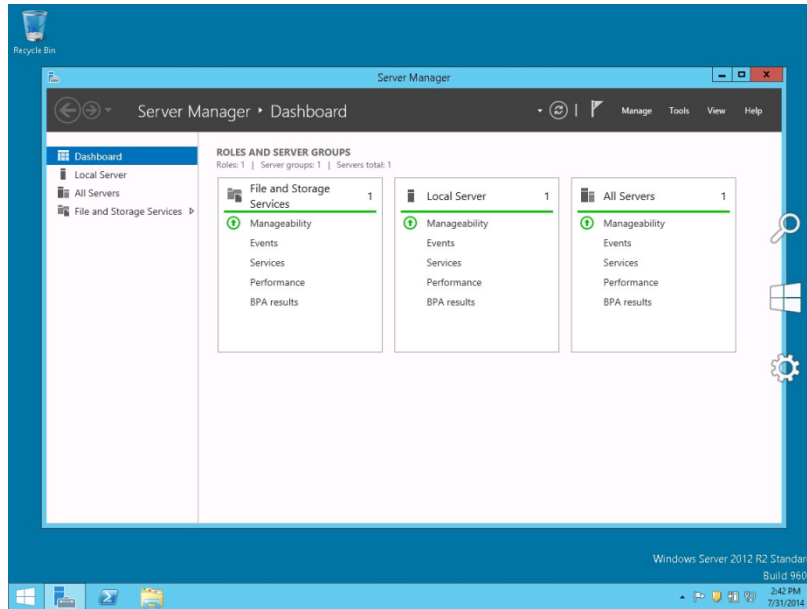 Recycle Bin
Server Manager
Server Manager • Dashboard
Manage Tools View Help
Dashboard
Local Server
All Servers
File and Storage Services
ROLES AND SERVER GROUPS
Roles: 1 | Server groups: 1 | Servers total: 1
File and Storage
Services
1
Manageability
Events
Services
Performance
BPA results
Local Server 1
Manageability
Events
Services
Performance
BPA results
All Servers 1
Manageability
Events
Services
Performance
BPA results
Windows Server 2012 R2 Standar
Build 960
2:42 PM
7/31/2014